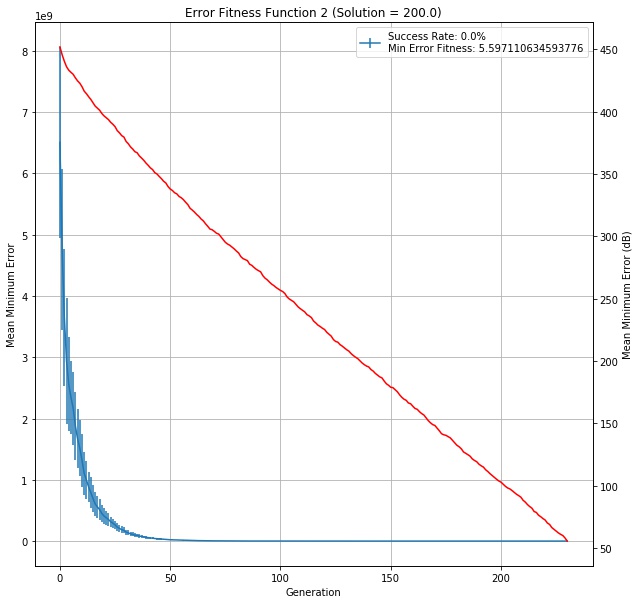 Error Fitness Function 2 (Solution = 200.0)
1e9
Success Rate: 0.0%
Min Error Fitness: 5.597110634593776
8
7
6
5
4
3
2
1
0
Mean Minimum Error
450
400
350
300
250
200
150
100
50
Mean Minimum Error (dB)
0 50 100 150 200
Generation